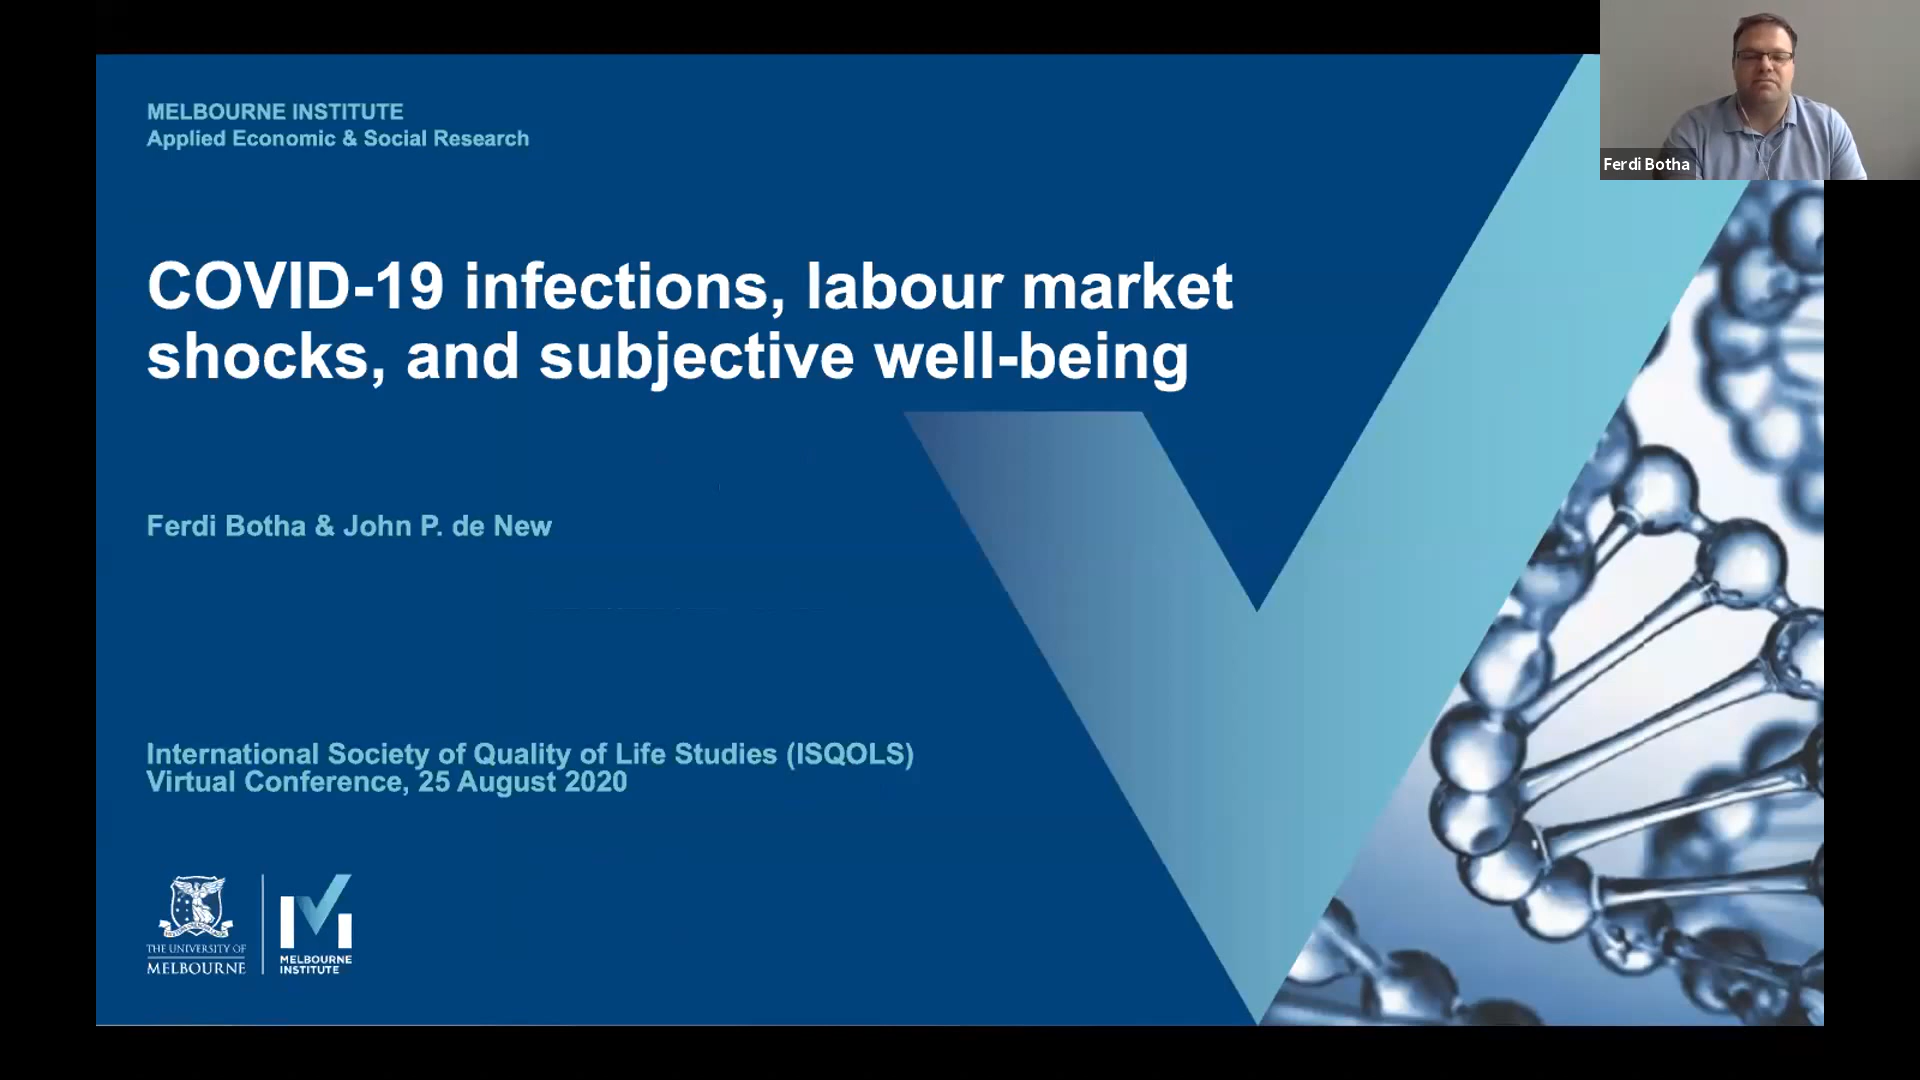 MELBOURNE INSTITUTE
Applied Economic & Social Research
Ferdi Botha
COVID-19 infections, labour market
shocks, and subjective well-being
Ferdi Botha & John P. de New
International Society of Quality of Life Studies (ISQOLS)
Virtual Conference, 25 August 2020
THE UNIVERSITY OF
MELBOURNE
MELBOURNE
INSTITUTE